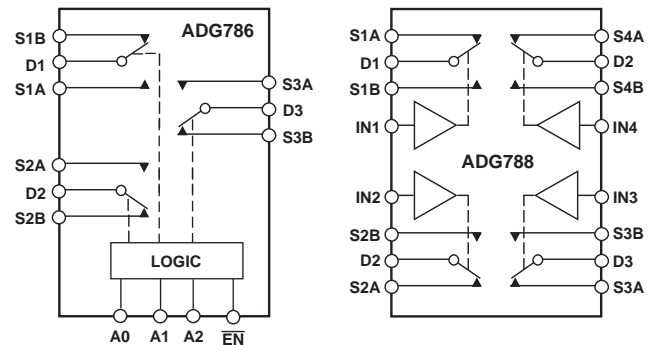 ADG786
S1B
D1
S1A
S3A
D3
S3B
S2A
D2
S2B
LOGIC
A0 A1 A2 EN
S1A
D1
S1B
IN1
S4A
D2
S4B
IN4
ADG788
IN2
S2B
D2
S2A
IN3
S3B
D3
S3A